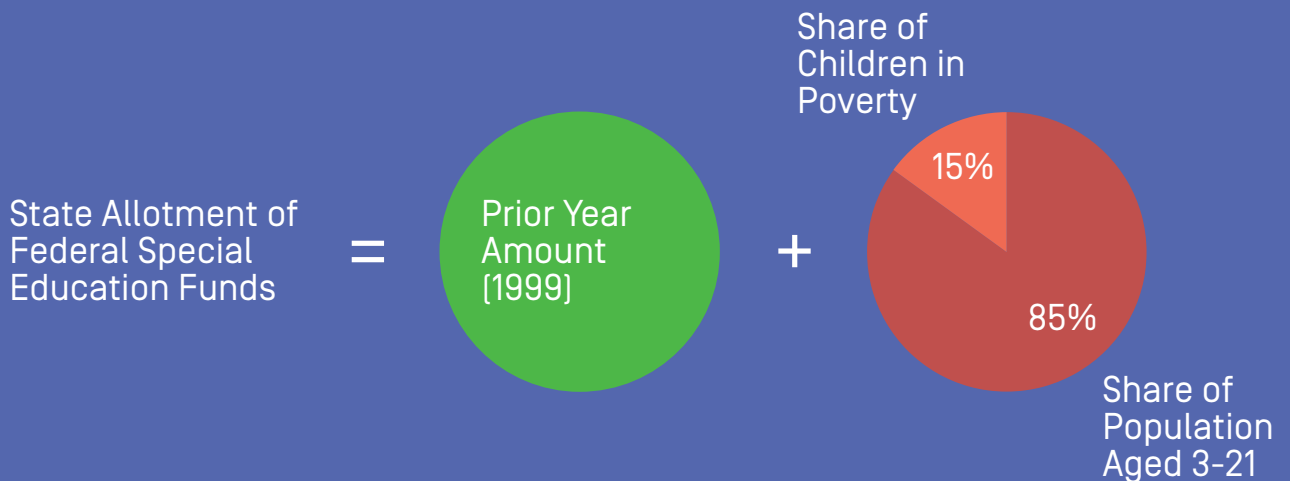 State Allotment of
Federal Special
Education Funds
=
Prior Year
Amount
(1999)
+
Share of
Children in
Poverty
15%
85%
Share of
Population
Aged 3-21